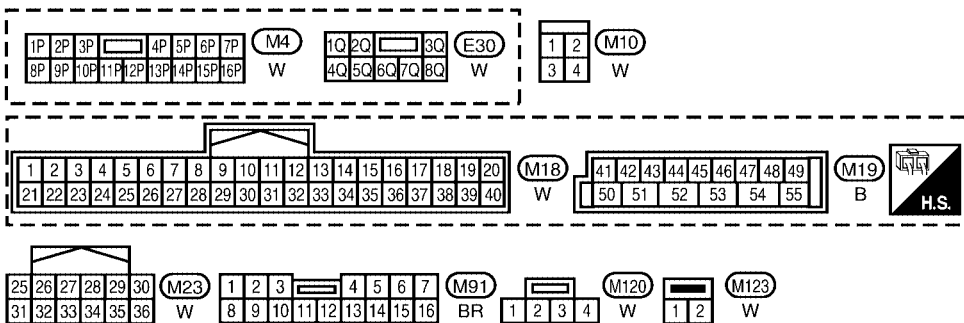 1P 2P 3P 4P 5P 6P 7P M4 1Q 2Q 3Q E30 1 2 M10
8P 9P 10P 11P 12P 13P 14P 15P 16P W 4Q 5Q 6Q 7Q 8Q W 3 4 W
1 2 3 4 5 6 7 8 9 10 11 12 13 14 15 16 17 18 19 20 M18 41 42 43 44 45 46 47 48 49 M19
21 22 23 24 25 26 27 28 29 30 31 32 33 34 35 36 37 38 39 40 W 50 51 52 53 54 55 B H.S.
25 26 27 28 29 30 M23 1 2 3 4 5 6 7 M91 M120 M123
31 32 33 34 35 36 W 8 9 10 11 12 13 14 15 16 BR 1 2 3 4 W 1 2 W